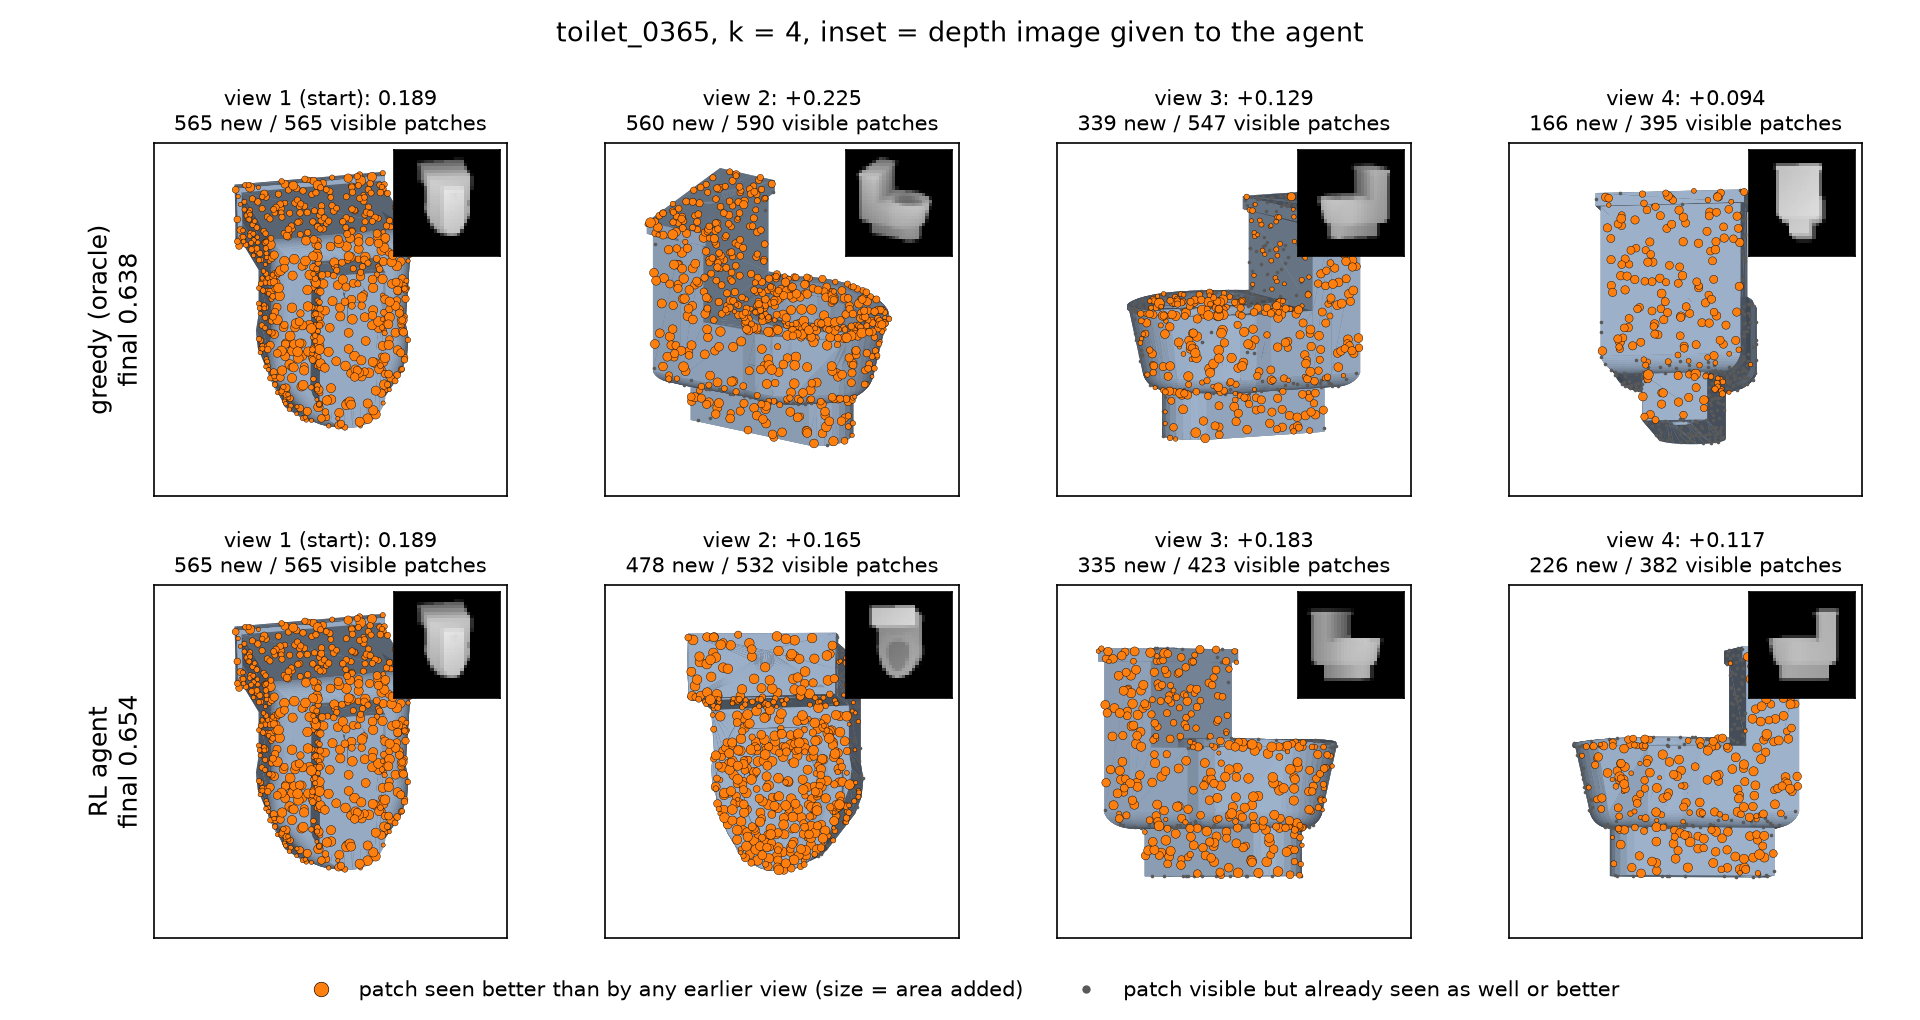 toilet_0365, k = 4, inset = depth image given to the agent
view 1 (start): 0.189
565 new / 565 visible patches
view 2: +0.225
560 new / 590 visible patches
view 3: +0.129
339 new / 547 visible patches
view 4: +0.094
166 new / 395 visible patches
greedy (oracle)
final 0.638
view 1 (start): 0.189
565 new / 565 visible patches
view 2: +0.165
478 new / 532 visible patches
view 3: +0.183
335 new / 423 visible patches
view 4: +0.117
226 new / 382 visible patches
RL agent
final 0.654
patch seen better than by any earlier view (size = area added)
patch visible but already seen as well or better